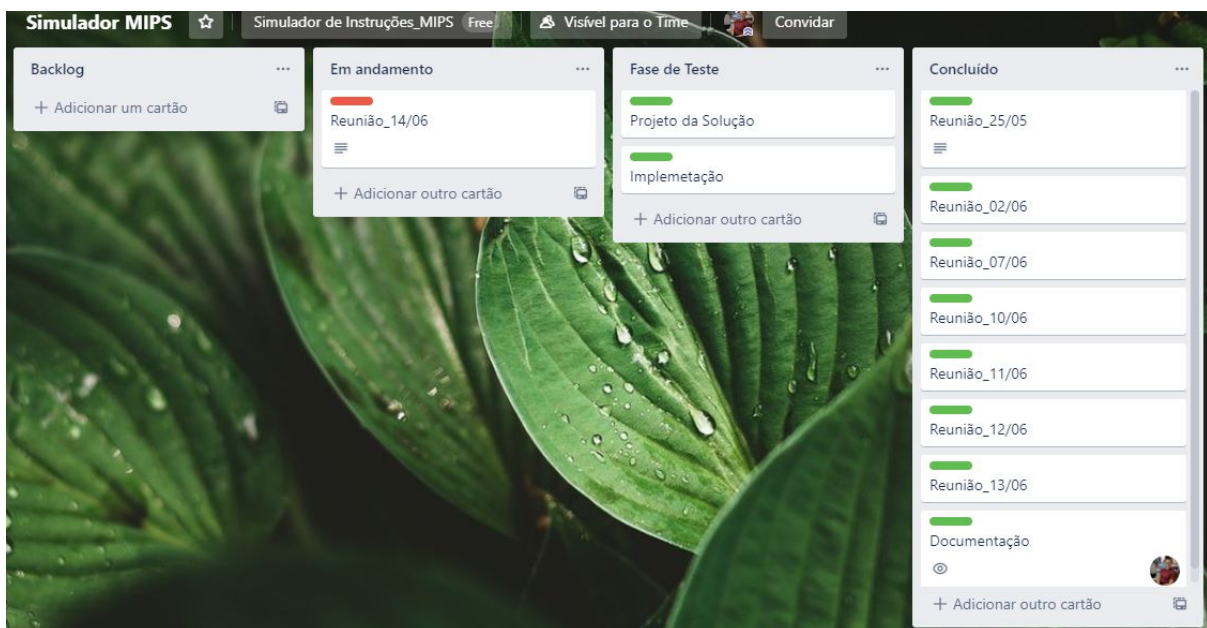 Simulador MIPS
Simulador de Instruções_MIPS Free
Visível para o Time
Convidar
Backlog
+ Adicionar um cartão
Em andamento
Reunião_14/06
+ Adicionar outro cartão
Fase de Teste
Projeto da Solução
Implemetação
+ Adicionar outro cartão
Concluído
Reunião_25/05
Reunião_02/06
Reunião_07/06
Reunião_10/06
Reunião_11/06
Reunião_12/06
Reunião_13/06
Documentação
+ Adicionar outro cartão